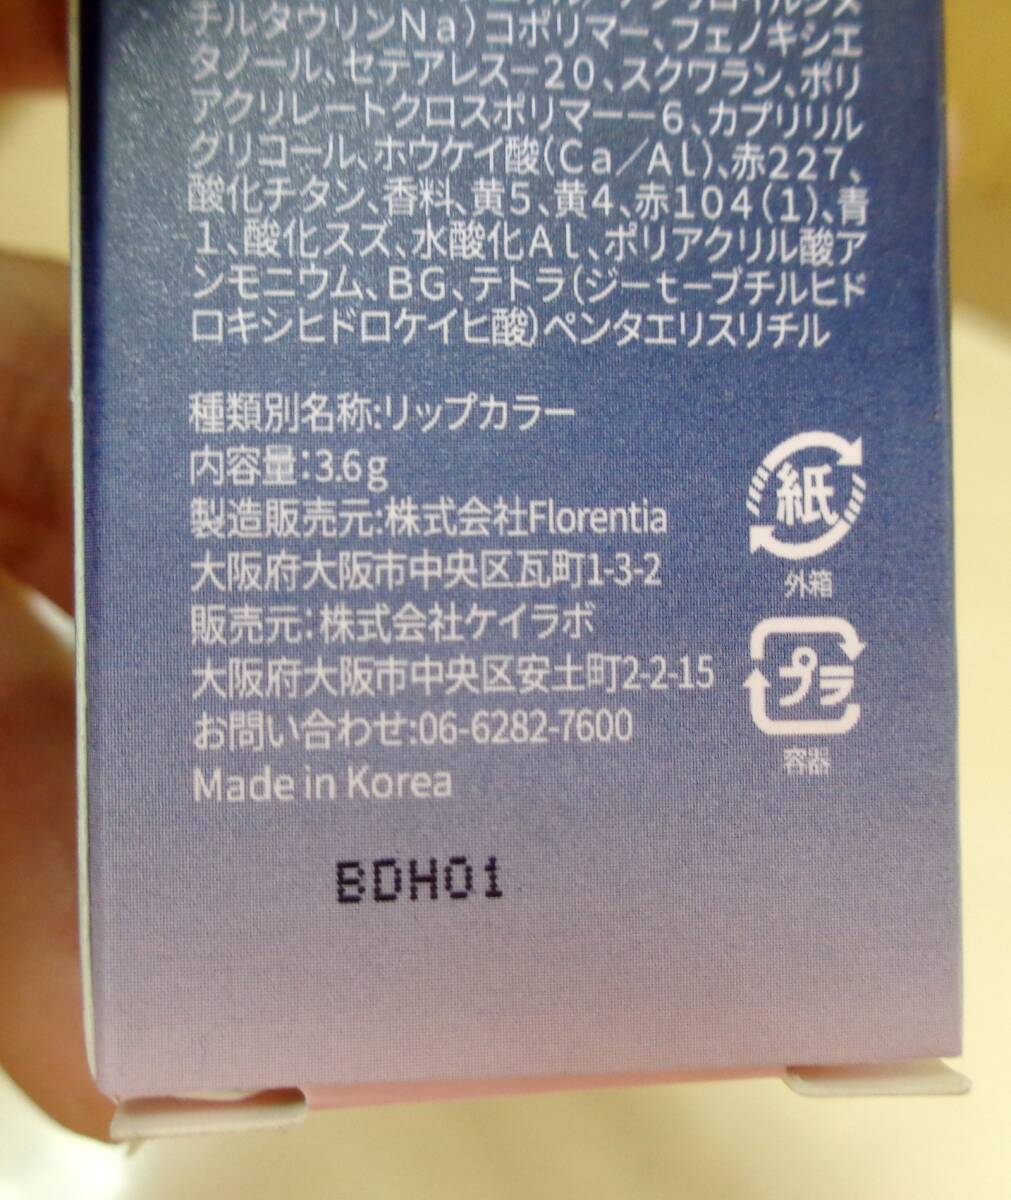 チルタウリンNa)コポリマー、フェノキシエ
タノール、セテアレスー20、スクワラン、ポリ
アクリレートクロスポリマーー6、カプリリル
グリコール、ホウケイ酸(Ca/Al)、赤227、
酸化チタン、香料、黄5、黄4、赤104(1)、青
1、酸化スズ、水酸化Al、ポリアクリル酸ア
ンモニウム、BG、テトラ(ジーtーブチルヒド
ロキシヒドロケイヒ酸)ペンタエリスリチル
種類別名称:リップカラー
内容量:3.6g
製造販売元:株式会社Florentia
大阪府大阪市中央区瓦町1-3-2
販売元:株式会社ケイラボ
大阪府大阪市中央区安土町2-2-15
お問い合わせ:06-6282-7600
Made in Korea
紙
外箱
プラ
容器
BDH01